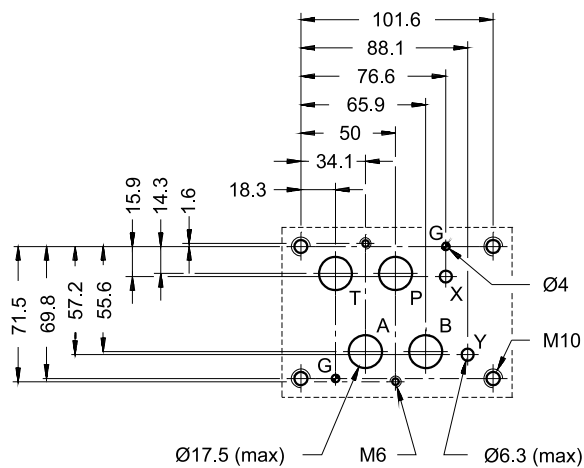 101.6
88.1
76.6
65.9
50
34.1
18.3
15.9
14.3
1.6
G
T
P
X
Ø4
71.5
69.8
57.2
55.6
A
B
Y
M10
G
Ø17.5 (max)
M6
Ø6.3 (max)